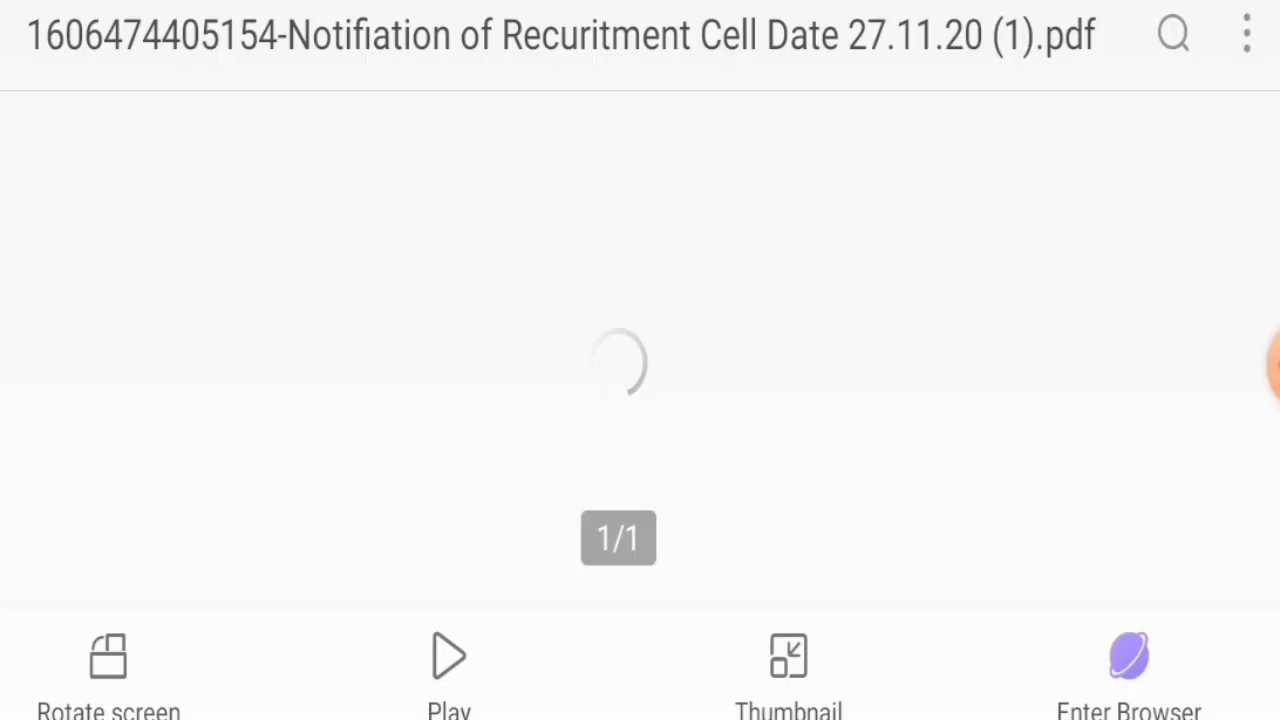 1606474405154-Notifiation of Recuritment Cell Date 27.11.20 (1).pdf
1/1
Rotate screen
Play
Thumbnail
Enter Browser